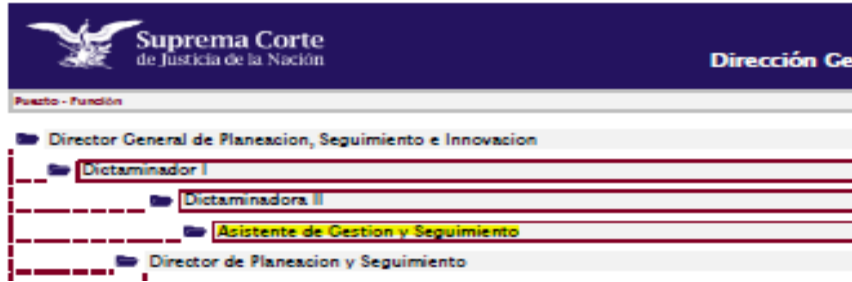 Suprema Corte
de Justicia de la Nación
Dirección Ge
Puesto - Función
Director General de Planeacion, Seguimiento e Innovacion
Dictaminador I
Dictaminadora II
Asistente de Gestion y Seguimiento
Director de Planeacion y Seguimiento